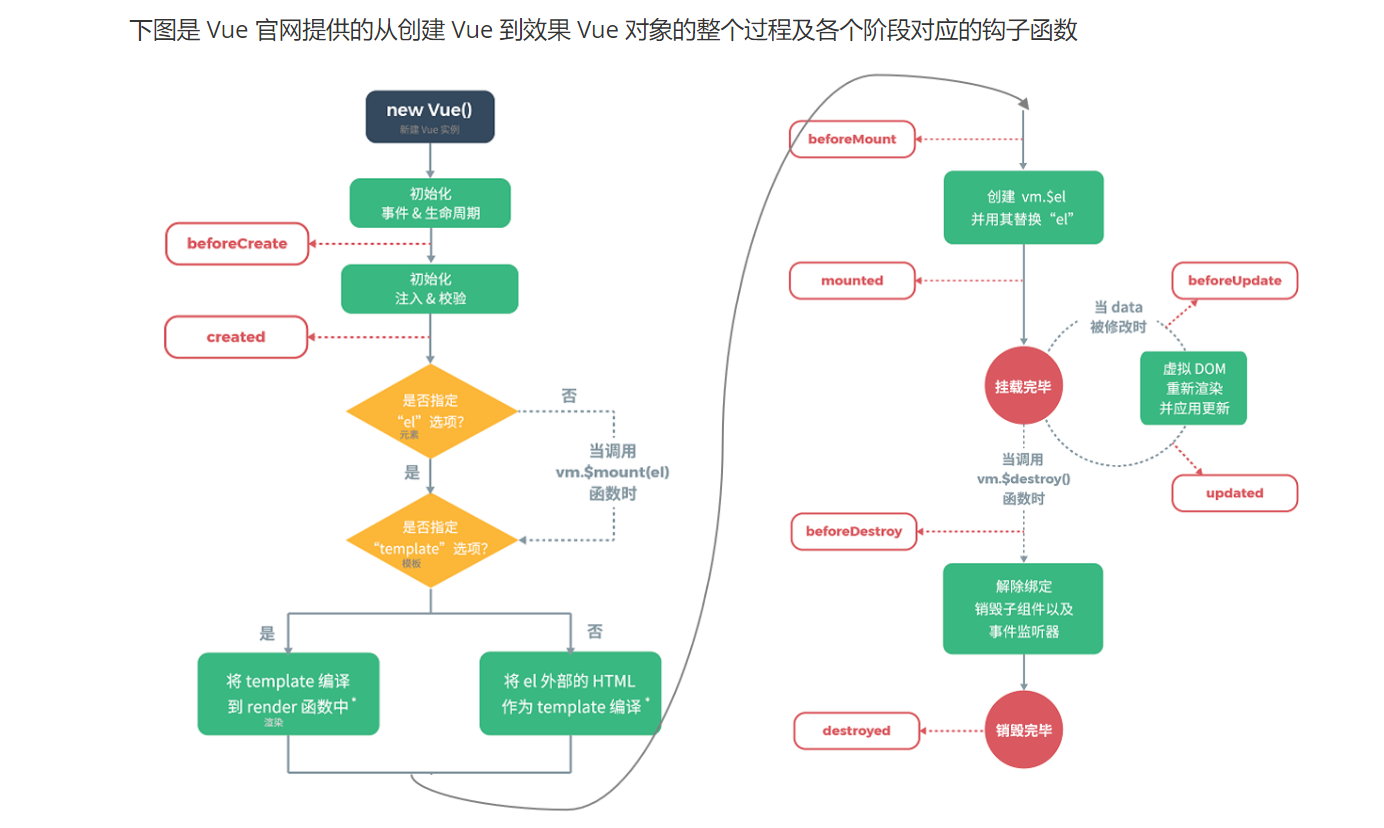 下图是 Vue 官网提供的从创建 Vue 到效果 Vue 对象的整个过程及各个阶段对应的钩子函数
new Vue()
新建 Vue 实例
初始化
事件 & 生命周期
beforeCreate
初始化
注入 & 校验
created
是否指定
“el”选项?
元素
否
是
当调用
vm.$mount(el)
函数时
是否指定
“template”选项?
模板
是
否
将 template 编译
到 render 函数中*
渲染
将 el 外部的 HTML
作为 template 编译*
beforeMount
创建 vm.$el
并用其替换“el”
mounted
beforeUpdate
当 data
被修改时
挂载完毕
虚拟 DOM
重新渲染
并应用更新
updated
当调用
vm.$destroy()
函数时
beforeDestroy
解除绑定
销毁子组件以及
事件监听器
destroyed
销毁完毕